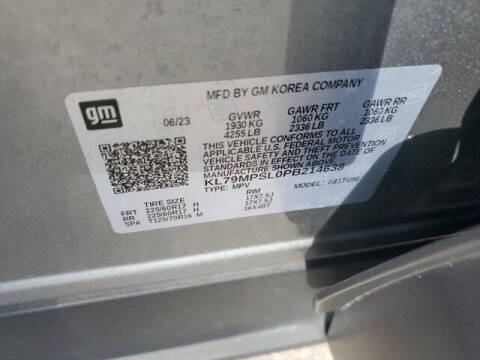 MFD BY GM KOREA COMPANY
gm
06/23 GVWR GAWR FRT GAWR RR
1930 KG 1060 KG 1060 KG
4255 LB 2336 LB 2336 LB
THIS VEHICLE CONFORMS TO ALL
APPLICABLE U.S. FEDERAL MOTOR
VEHICLE SAFETY AND THEFT
PREVENTION STANDARDS IN EFFECT ON THE DATE OF
MANUFACTURE SHOWN ABOVE.
KL79MPSL0PB214638
TYPE: MPV MODEL:
TIRE SIZE RIM
FRT 225/60R17 H 17X7.5J
RR 225/60R17 H 17X7.5J
SPA T125/70R16 M 16X4BT